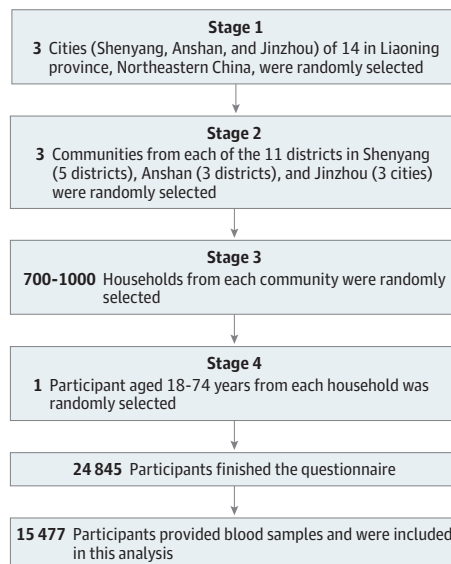 Stage 1
3 Cities (Shenyang, Anshan, and Jinzhou) of 14 in Liaoning
province, Northeastern China, were randomly selected
Stage 2
3 Communities from each of the 11 districts in Shenyang
(5 districts), Anshan (3 districts), and Jinzhou (3 cities)
were randomly selected
Stage 3
700-1000 Households from each community were randomly
selected
Stage 4
1 Participant aged 18-74 years from each household was
randomly selected
24 845 Participants finished the questionnaire
15 477 Participants provided blood samples and were included
in this analysis